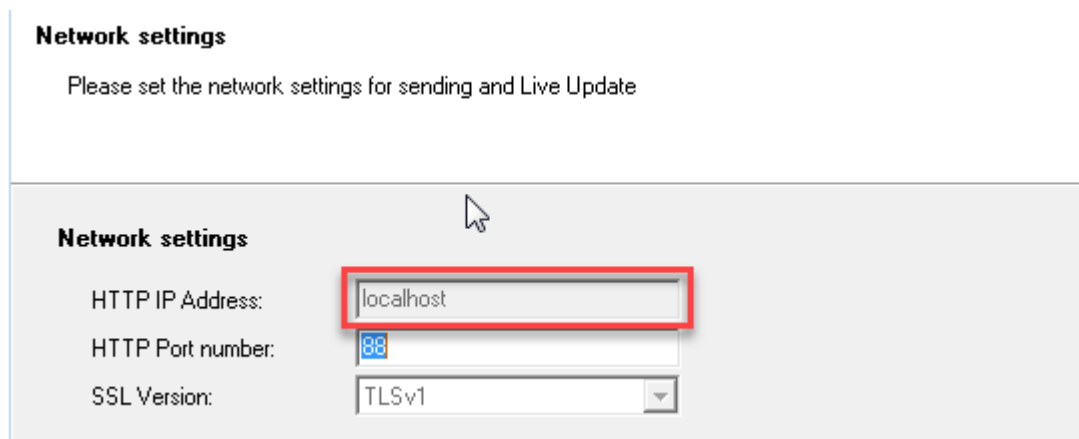 Network settings
Please set the network settings for sending and Live Update
Network settings
HTTP IP Address: localhost
HTTP Port number: 88
SSL Version: TLSv1